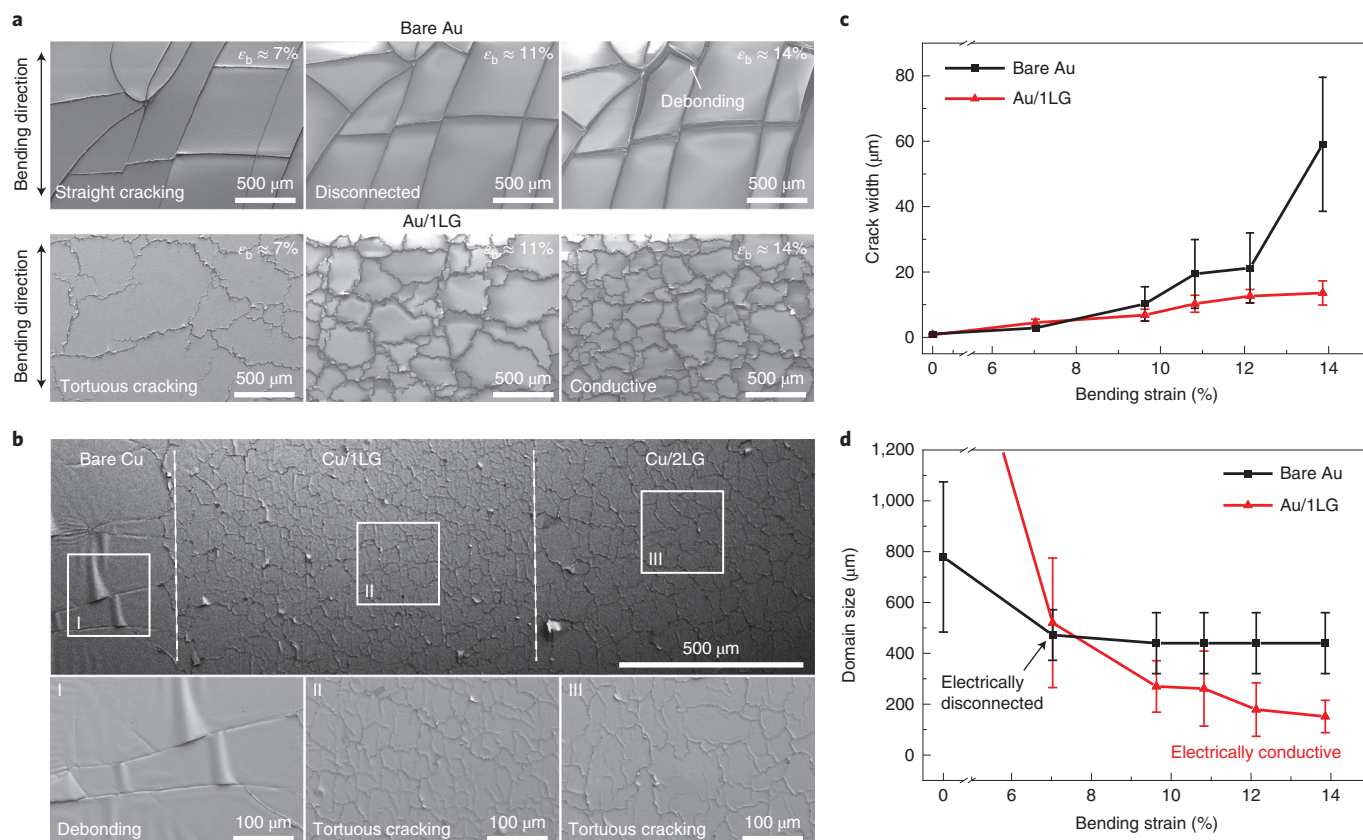 a
Bare Au
Bending direction
εb ≈ 7%
Straight cracking
500 μm
εb ≈ 11%
Disconnected
500 μm
εb ≈ 14%
Debonding
500 μm
Au/1LG
Bending direction
εb ≈ 7%
Tortuous cracking
500 μm
εb ≈ 11%
500 μm
εb ≈ 14%
Conductive
500 μm
b
Bare Cu
Cu/1LG
Cu/2LG
I
II
III
500 μm
I
Debonding
100 μm
II
Tortuous cracking
100 μm
III
Tortuous cracking
100 μm
c
Crack width (μm)
80
60
40
20
0
Bare Au
Au/1LG
0 6 8 10 12 14
Bending strain (%)
d
Domain size (μm)
1,200
1,000
800
600
400
200
0
Bare Au
Au/1LG
Electrically
disconnected
Electrically conductive
0 6 8 10 12 14
Bending strain (%)